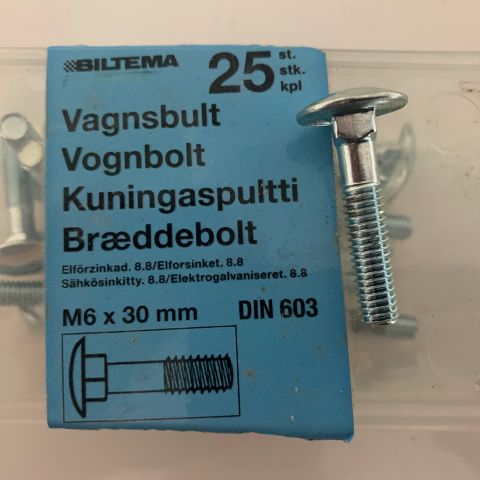 BILTEMA
25 st.
stk.
kpl
Vagnsbult
Vognbolt
Kuningaspultti
Bræddebolt
Elförzinkad. 8.8/Elforsinket. 8.8
Sähkösinkitty. 8.8/Elektrogalvaniseret. 8.8
M6 x 30 mm DIN 603